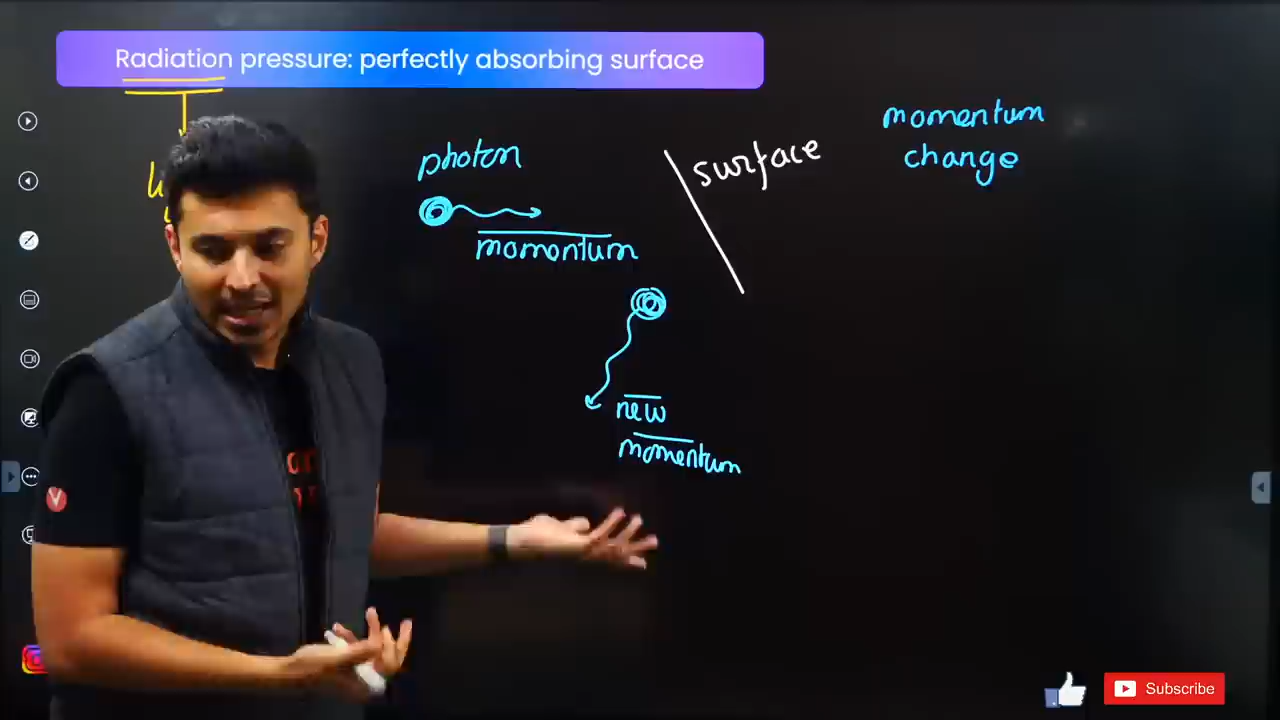 Radiation pressure: perfectly absorbing surface
momentum
change
photon
surface
momentum
new
momentum
V
Subscribe